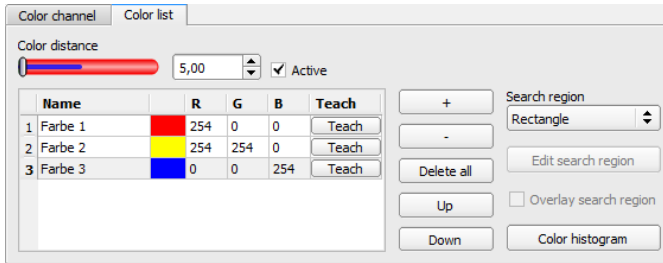 Color channel Color list
Color distance
5,00 Active
Name R G B Teach
1 Farbe 1 254 0 0 Teach
2 Farbe 2 254 254 0 Teach
3 Farbe 3 0 0 254 Teach
+
-
Delete all
Up
Down
Search region
Rectangle
Edit search region
Overlay search region
Color histogram